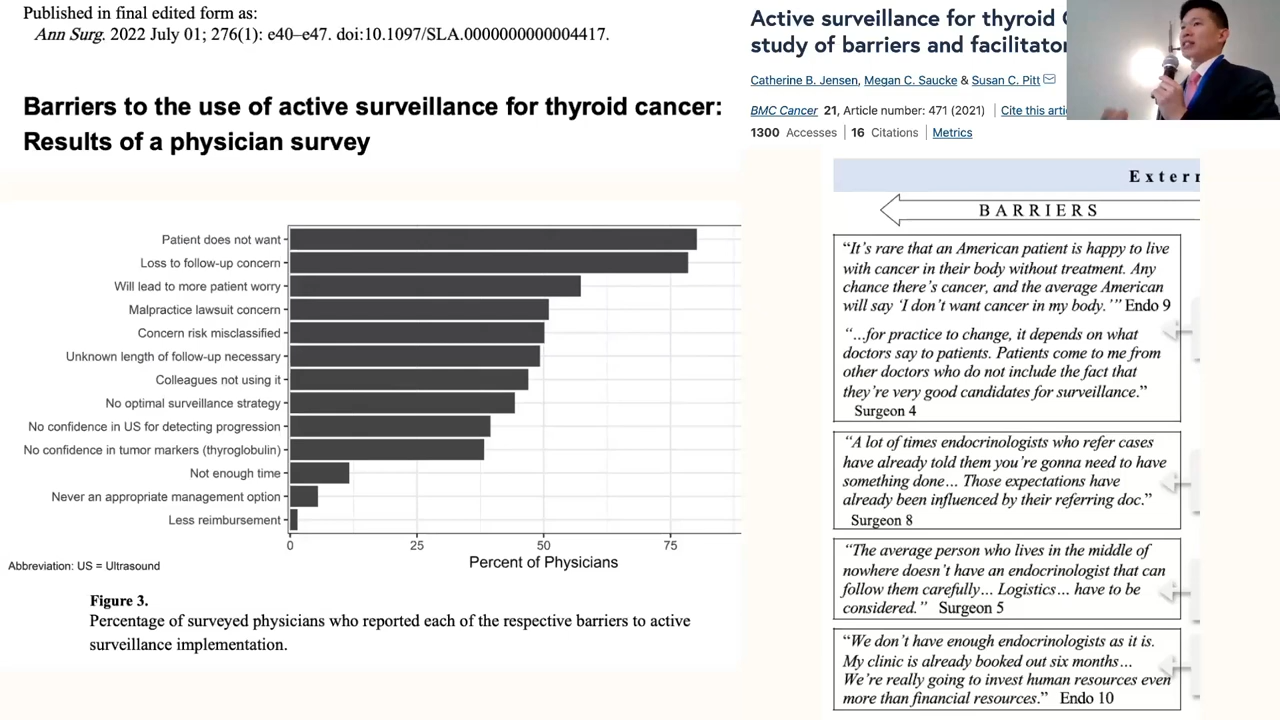 Published in final edited form as:
Ann Surg. 2022 July 01; 276(1): e40–e47. doi:10.1097/SLA.0000000000004417.
Barriers to the use of active surveillance for thyroid cancer:
Results of a physician survey
Patient does not want
Loss to follow-up concern
Will lead to more patient worry
Malpractice lawsuit concern
Concern risk misclassified
Unknown length of follow-up necessary
Colleagues not using it
No optimal surveillance strategy
No confidence in US for detecting progression
No confidence in tumor markers (thyroglobulin)
Not enough time
Never an appropriate management option
Less reimbursement
0 25 50 75
Percent of Physicians
Abbreviation: US = Ultrasound
Figure 3.
Percentage of surveyed physicians who reported each of the respective barriers to active
surveillance implementation.
Active surveillance for thyroid
study of barriers and
Catherine B. Jensen, Megan C. Saucke & Susan C. Pitt
BMC Cancer 21, Article number: 471 (2021) | Cite this
1300 Accesses | 16 Citations | Metrics
BARRIERS
“It’s rare that an American patient is happy to live
with cancer in their body without treatment. Any
chance there’s cancer, and the average American
will say ‘I don’t want cancer in my body.’” Endo 9
“...for practice to change, it depends on what
doctors say to patients. Patients come to me from
other doctors who do not include the fact that
they’re very good candidates for surveillance.”
Surgeon 4
“A lot of times endocrinologists who refer cases
have already told them you’re gonna need to have
something done... Those expectations have
already been influenced by their referring doc.”
Surgeon 8
“The average person who lives in the middle of
nowhere doesn’t have an endocrinologist that can
follow them carefully... Logistics... have to be
considered.” Surgeon 5
“We don’t have enough endocrinologists as it is.
My clinic is already booked out six months...
We’re really going to invest human resources even
more than financial resources.” Endo 10